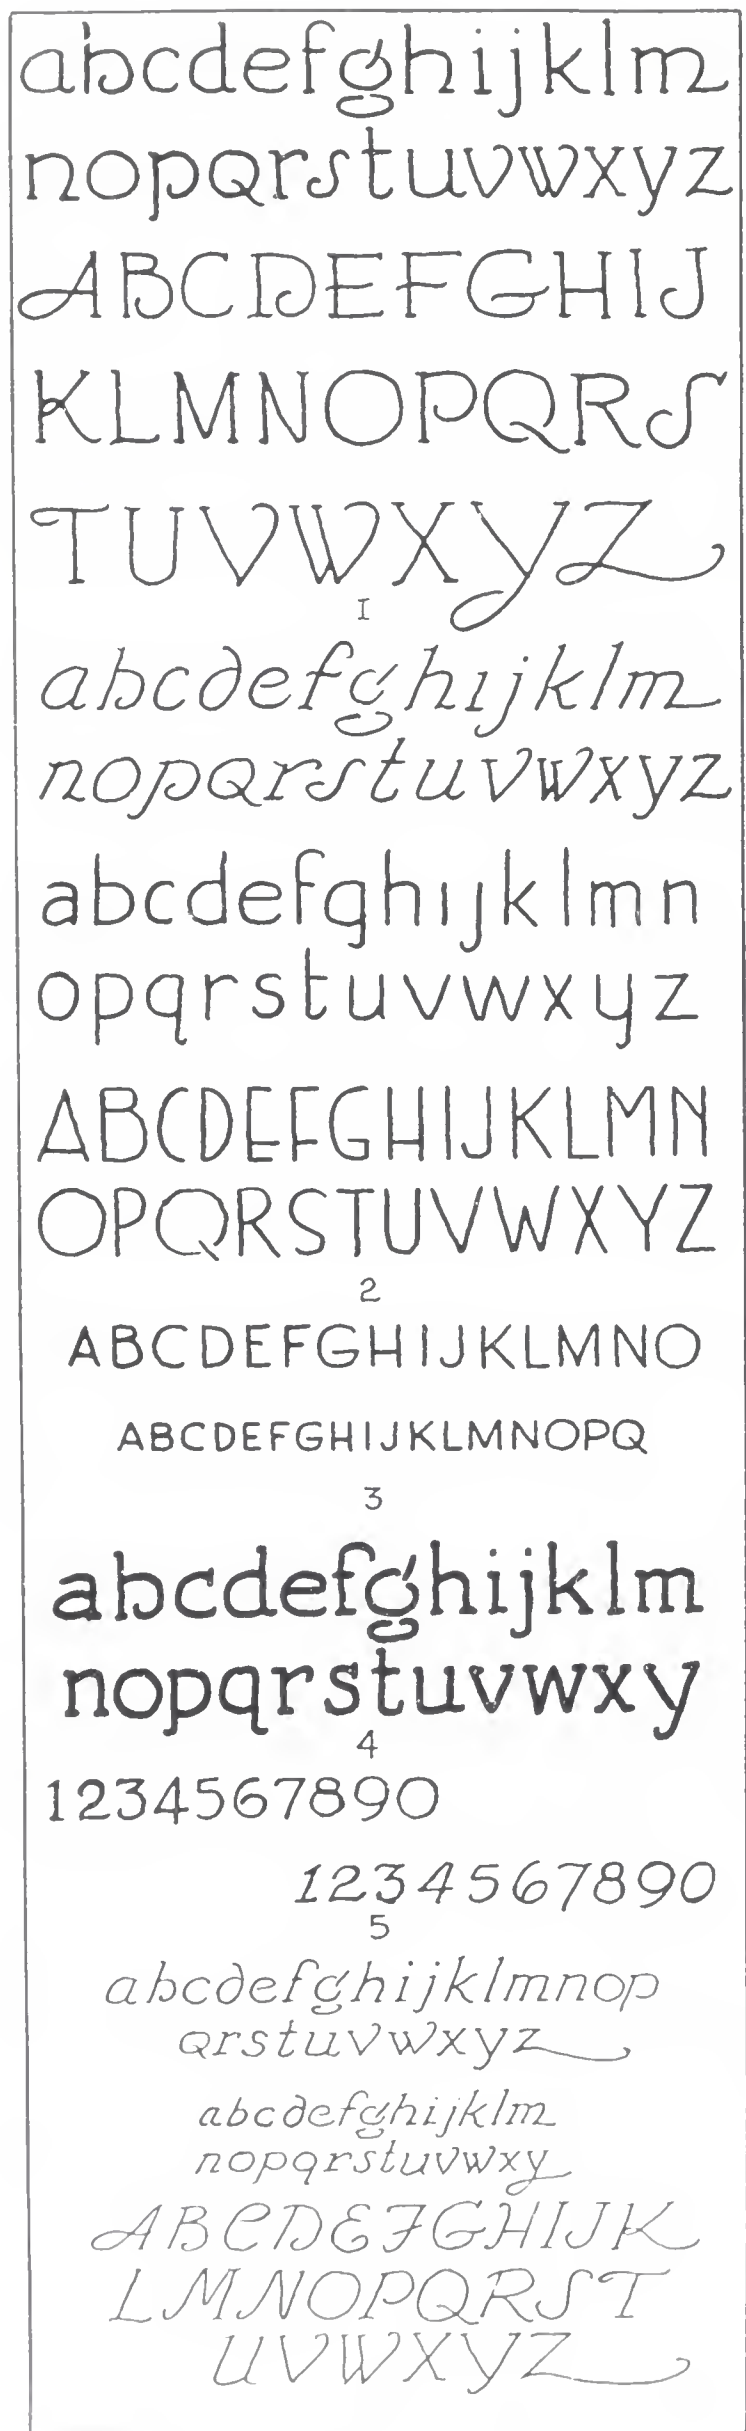 abcdefghijklm
nopqrstuvwxyz
ABCDEFGHIJ
KLMNOPQRS
TUVWXYZ
1
abcdefghijklm
nopqrstuvwxyz
abcdefghijklmn
opqrstuvwxyz
ABCDEFGHIJKLMN
OPQRSTUVWXYZ
2
ABCDEFGHIJKLMNO
ABCDEFGHIJKLMNOPQ
3
abcdefghijklm
nopqrstuvwxy
4
1234567890
1234567890
5
abcdefghijklmnop
qrstuvwxyz
abcdefghijklm
nopqrstuvwxy
ABCDEFGHIJK
LMNOPQRST
UVWXYZ